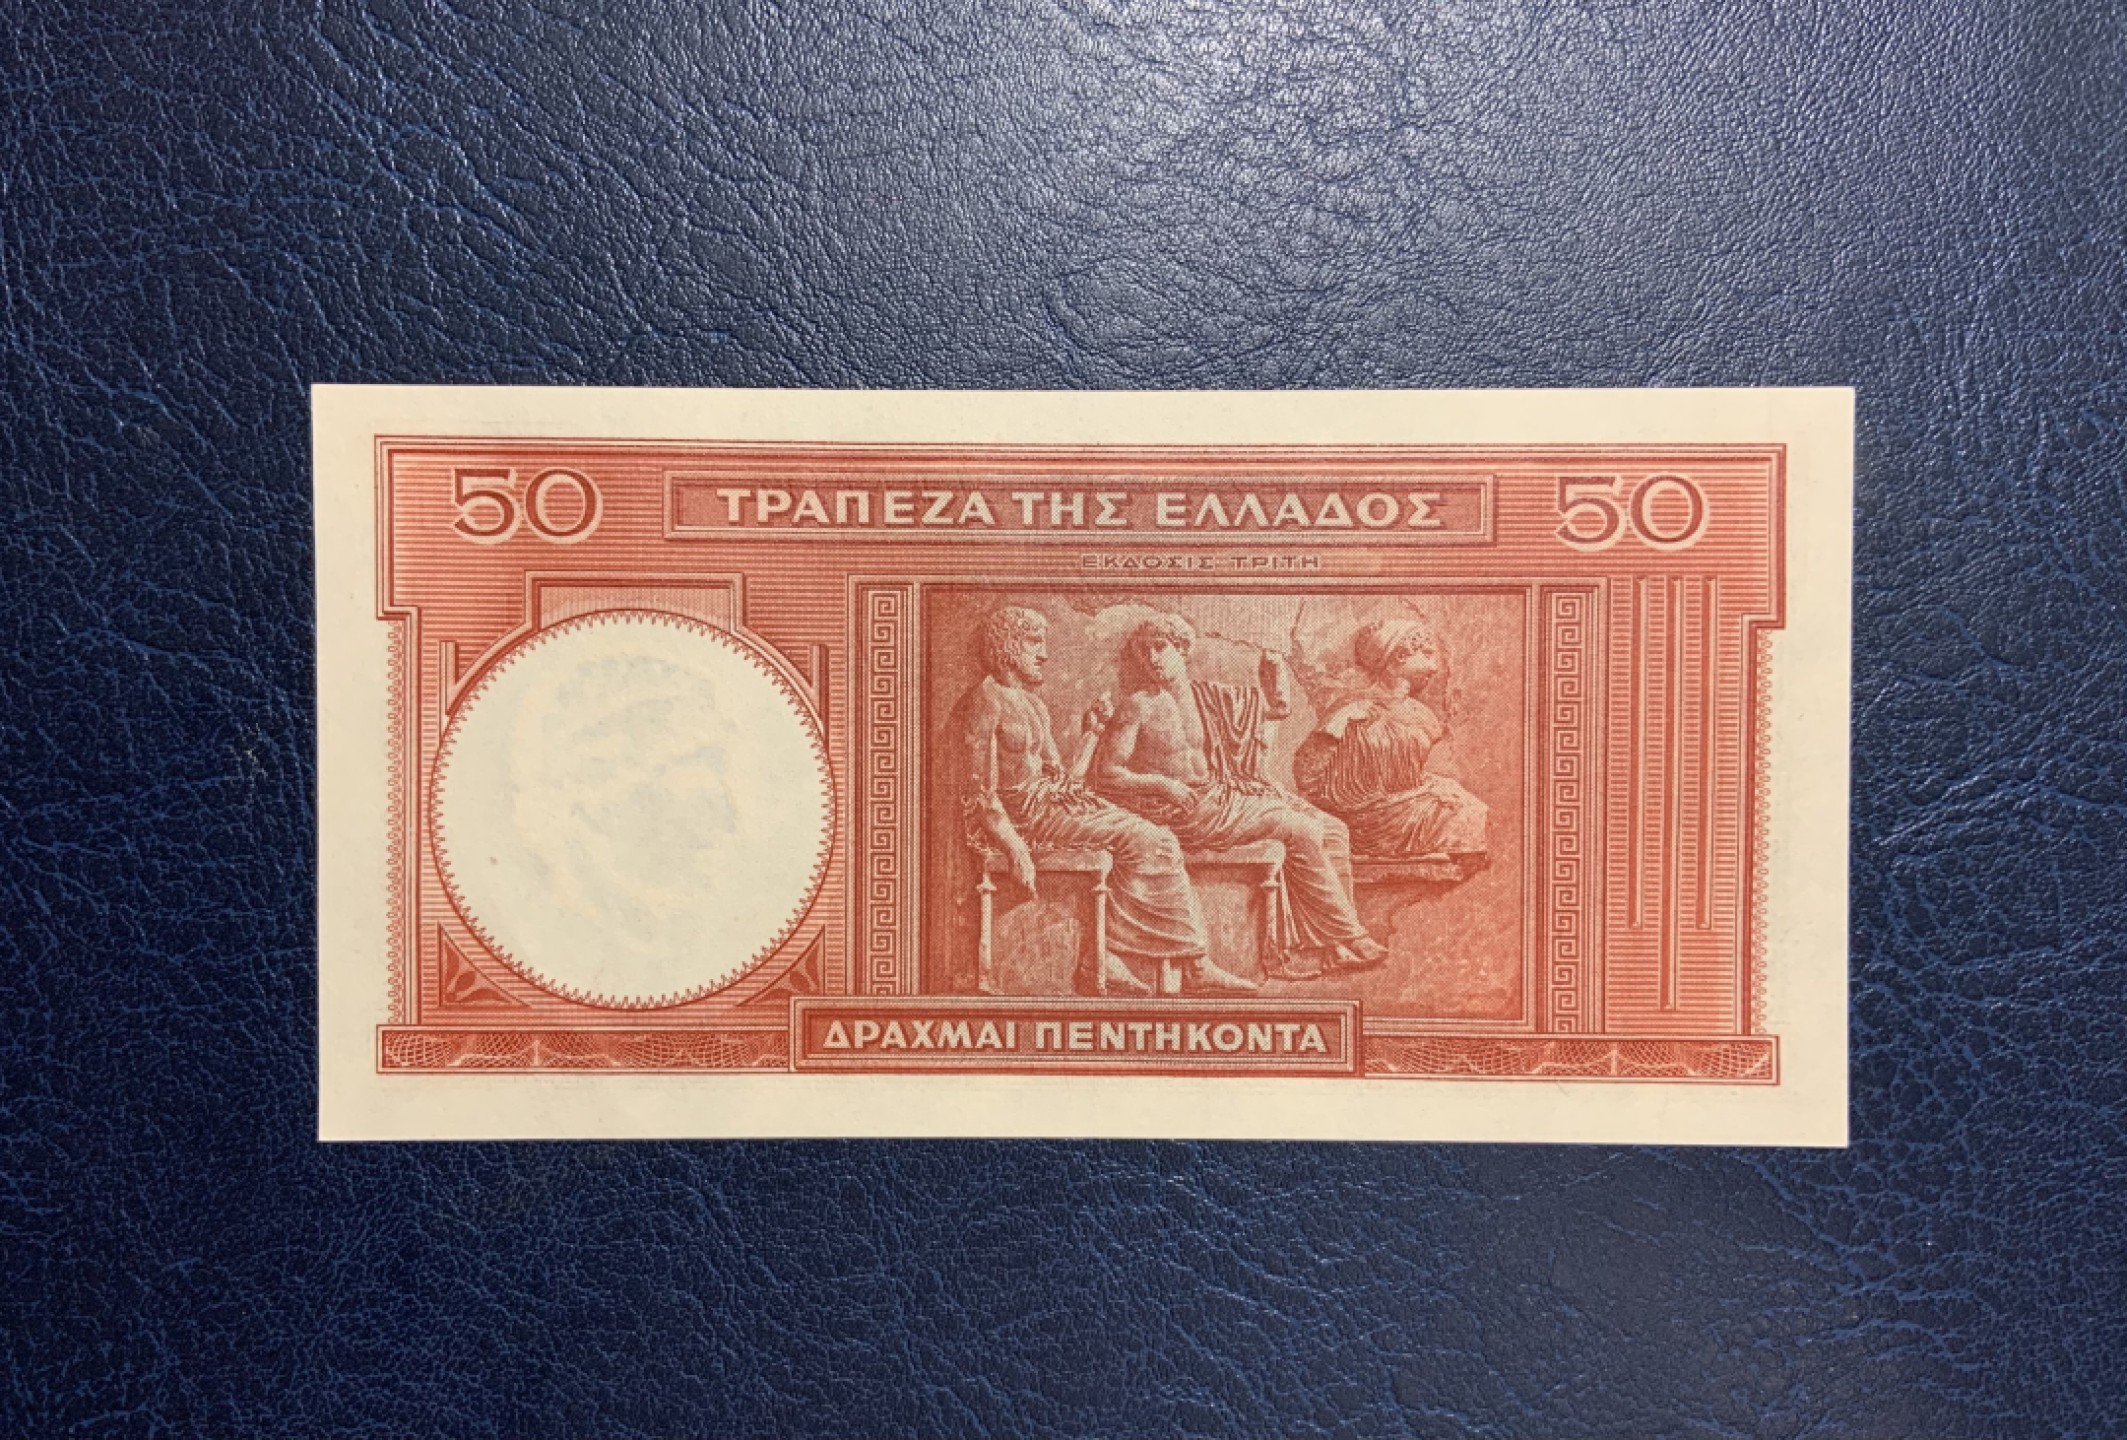 50 ΤΡΑΠΕΖΑ ΤΗΣ ΕΛΛΑΔΟΣ 50
ΕΚΔΟΣΙΣ ΤΡΙΤΗ
ΔΡΑΧΜΑΙ ΠΕΝΤΗΚΟΝΤΑ